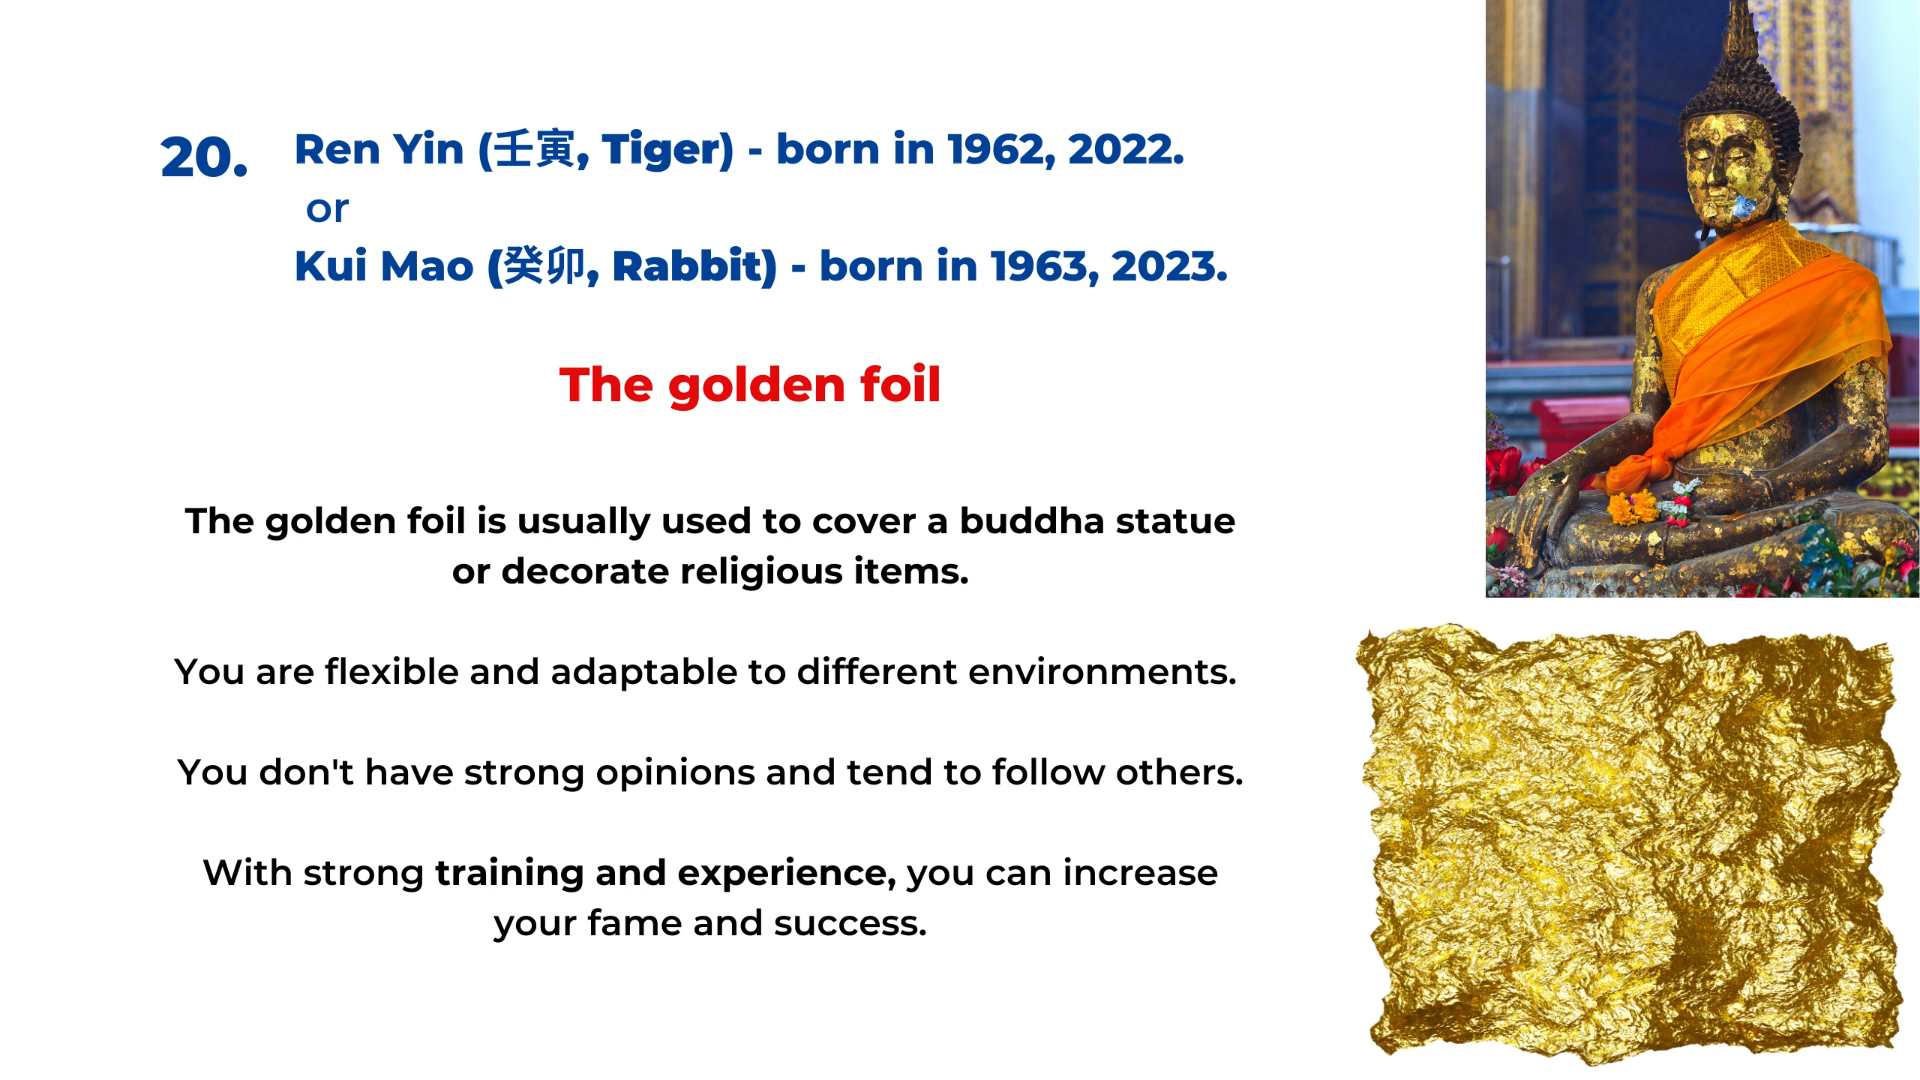 20. Ren Yin (壬寅, Tiger) - born in 1962, 2022.
or
Kui Mao (癸卯, Rabbit) - born in 1963, 2023.
The golden foil
The golden foil is usually used to cover a buddha statue
or decorate religious items.
You are flexible and adaptable to different environments.
You don't have strong opinions and tend to follow others.
With strong training and experience, you can increase
your fame and success.